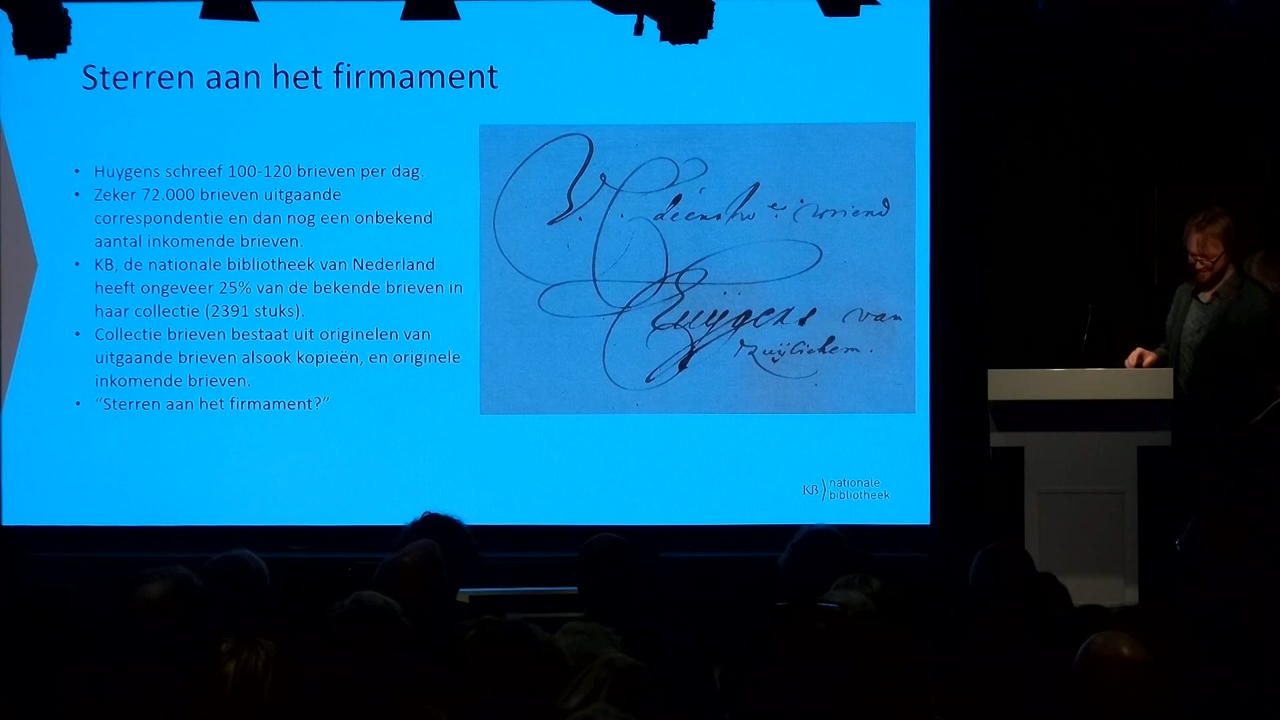 Sterren aan het firmament
• Huygens schreef 100-120 brieven per dag.
• Zeker 72.000 brieven uitgaande
correspondentie en dan nog een onbekend
aantal inkomende brieven.
• KB, de nationale bibliotheek van Nederland
heeft ongeveer 25% van de bekende brieven in
haar collectie (2391 stuks).
• Collectie brieven bestaat uit originelen van
uitgaande brieven alsook kopieën, en originele
inkomende brieven.
• “Sterren aan het firmament?”
vriend
Huÿgens van
Zuÿlichem.
KB nationale
bibliotheek